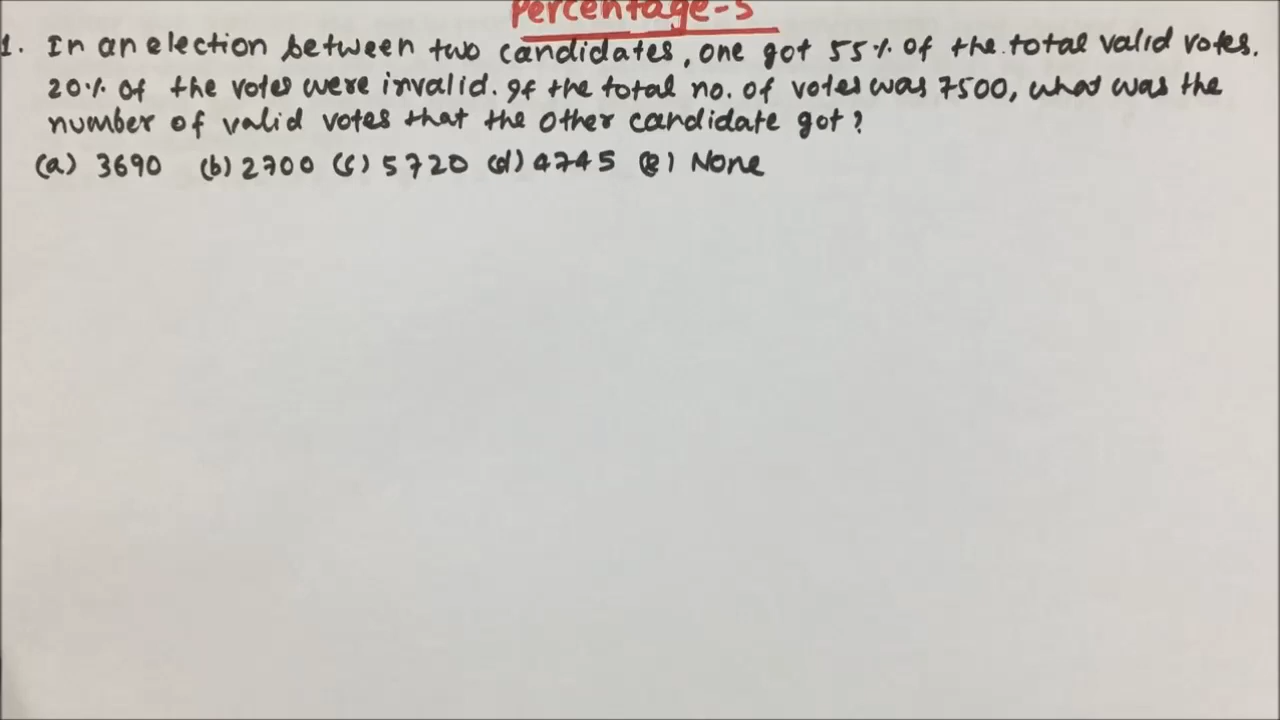 Percentage-5
1. In an election between two candidates, one got 55% of the total valid votes.
20% of the votes were invalid. If the total no. of votes was 7500, what was the
number of valid votes that the other candidate got?
(a) 3690 (b) 2700 (c) 5720 (d) 4745 (e) None